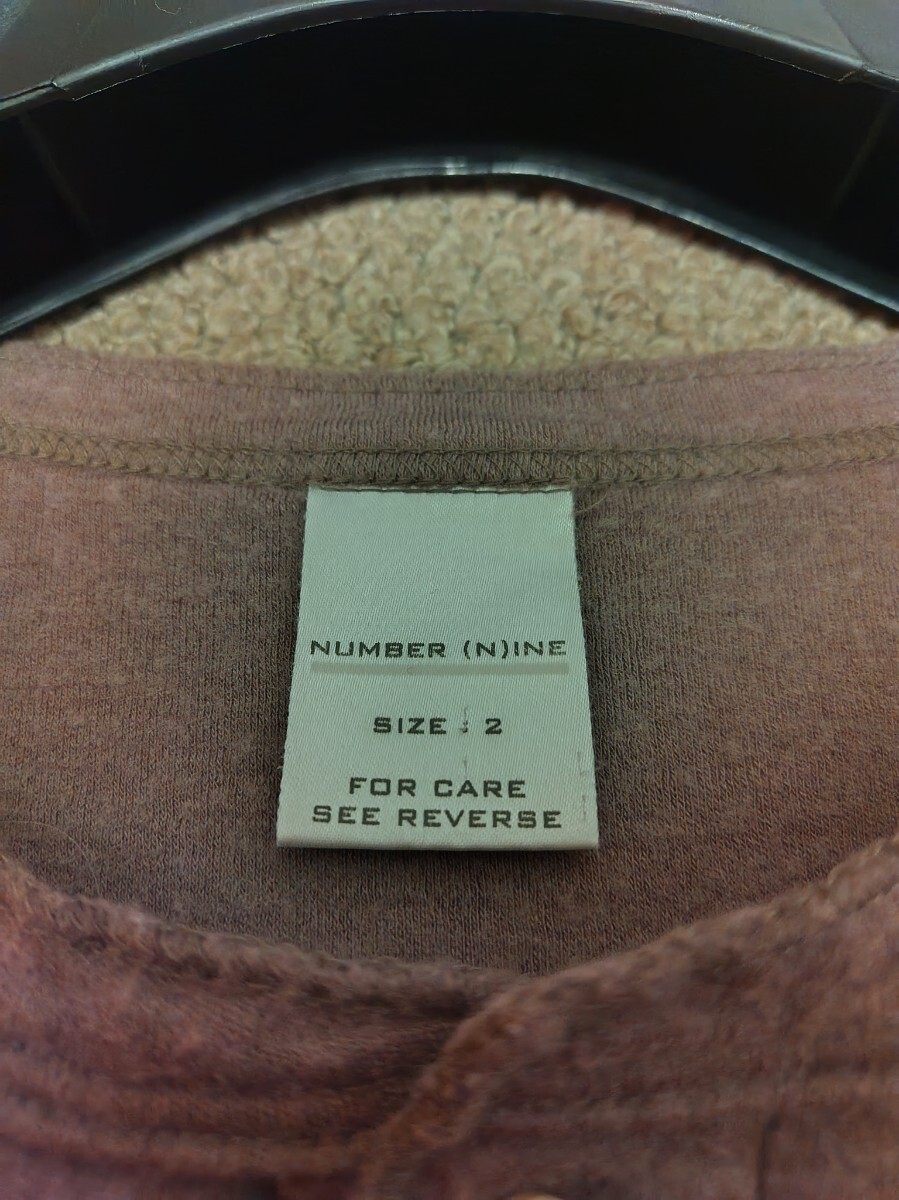 NUMBER (N)INE
SIZE : 2
FOR CARE
SEE REVERSE